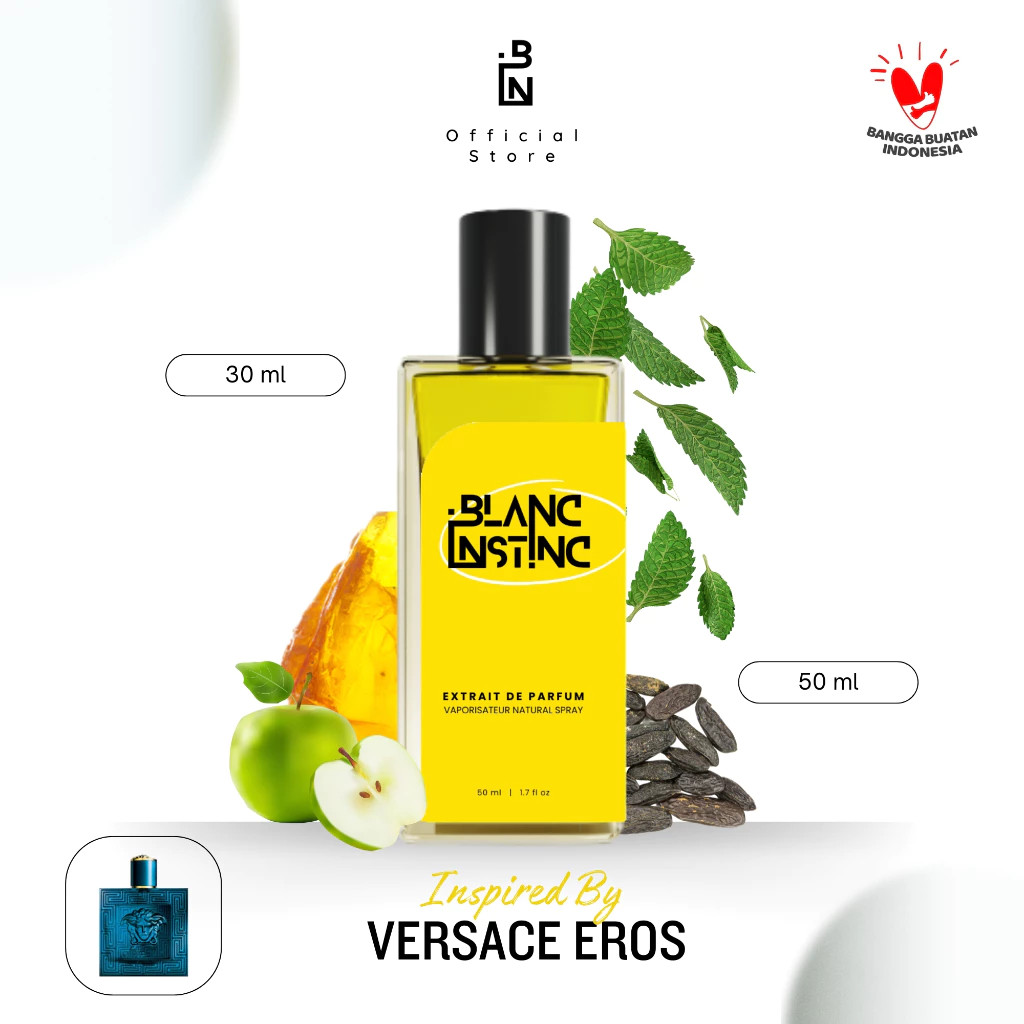 BN
Official
Store
BANGGA BUATAN
INDONESIA
30 ml
BLANC
INSTINC
EXTRAIT DE PARFUM
VAPORISATEUR NATURAL SPRAY
50 ml
50 ml | 1.7 fl oz
Inspired By
VERSACE EROS